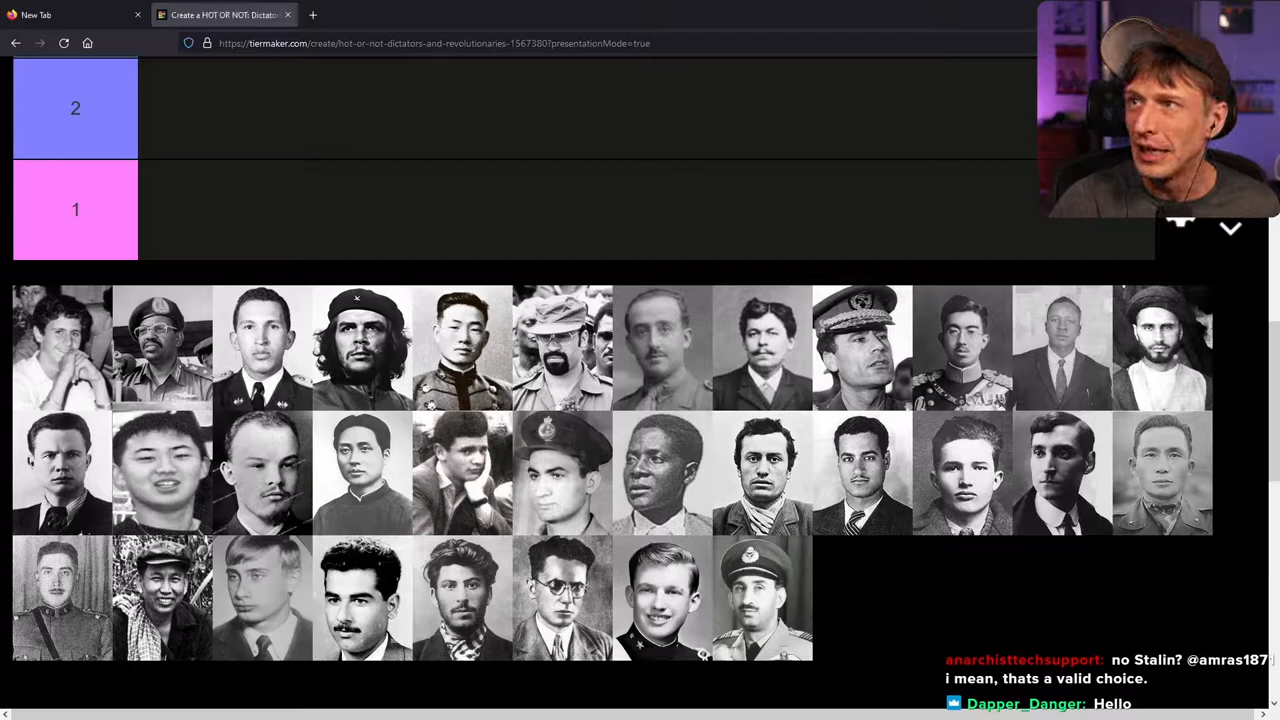 New Tab
Create a HOT OR NOT: Dictator
https://tiermaker.com/create/hot-or-not-dictators-and-revolutionaries-1567380?presentationMode=true
2
1
anarchisttechsupport: no Stalin? @amras1871
i mean, thats a valid choice.
Dapper_Danger: Hello